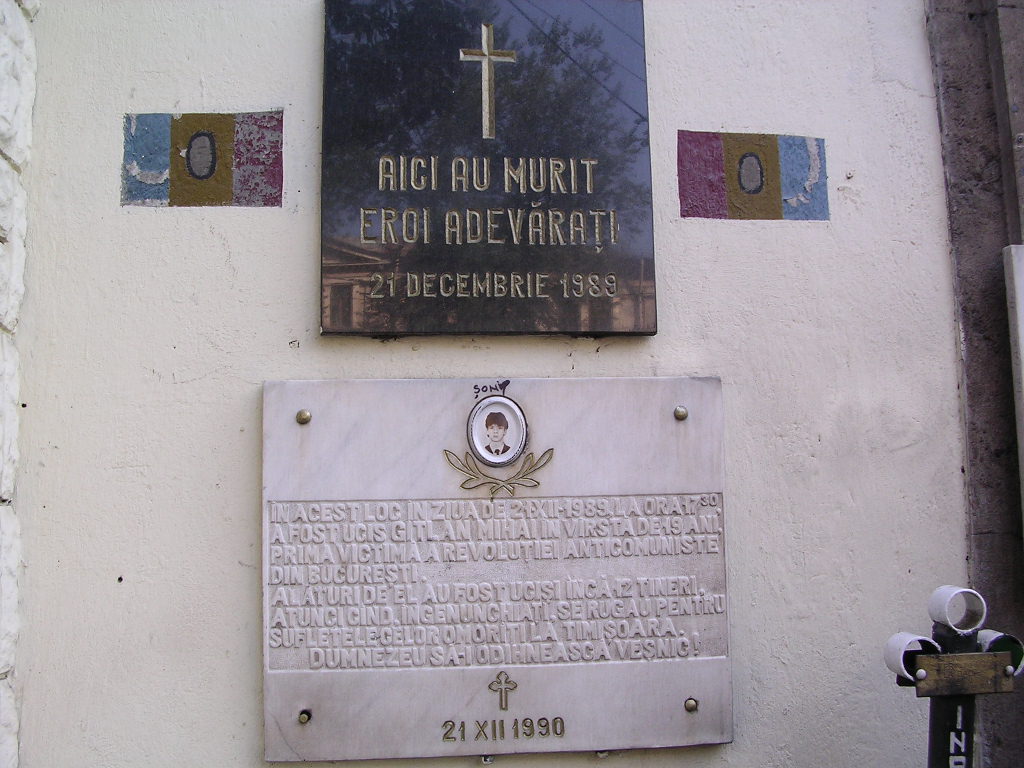 AICI AU MURIT
EROI ADEVĂRAȚI
21 DECEMBRIE 1989
ȘONY
ÎN ACEST LOC ÎN ZIUA DE 21-XII-1989, LA ORA 17³⁰
A FOST UCIS GÎTLAN MIHAI ÎN VÎRSTĂ DE 19 ANI.
PRIMA VICTIMĂ A REVOLUȚIEI ANTICOMUNISTE
DIN BUCUREȘTI.
ALĂTURI DE EL AU FOST UCIȘI ÎNCĂ 12 TINERI,
ATUNCI CÎND, ÎNGENUNCHIAȚI, SE RUGAU PENTRU
SUFLETELE CELOR OMORÎȚI LA TIMIȘOARA.
DUMNEZEU SĂ-I ODIHNEASCĂ VEȘNIC!
21 XII 1990